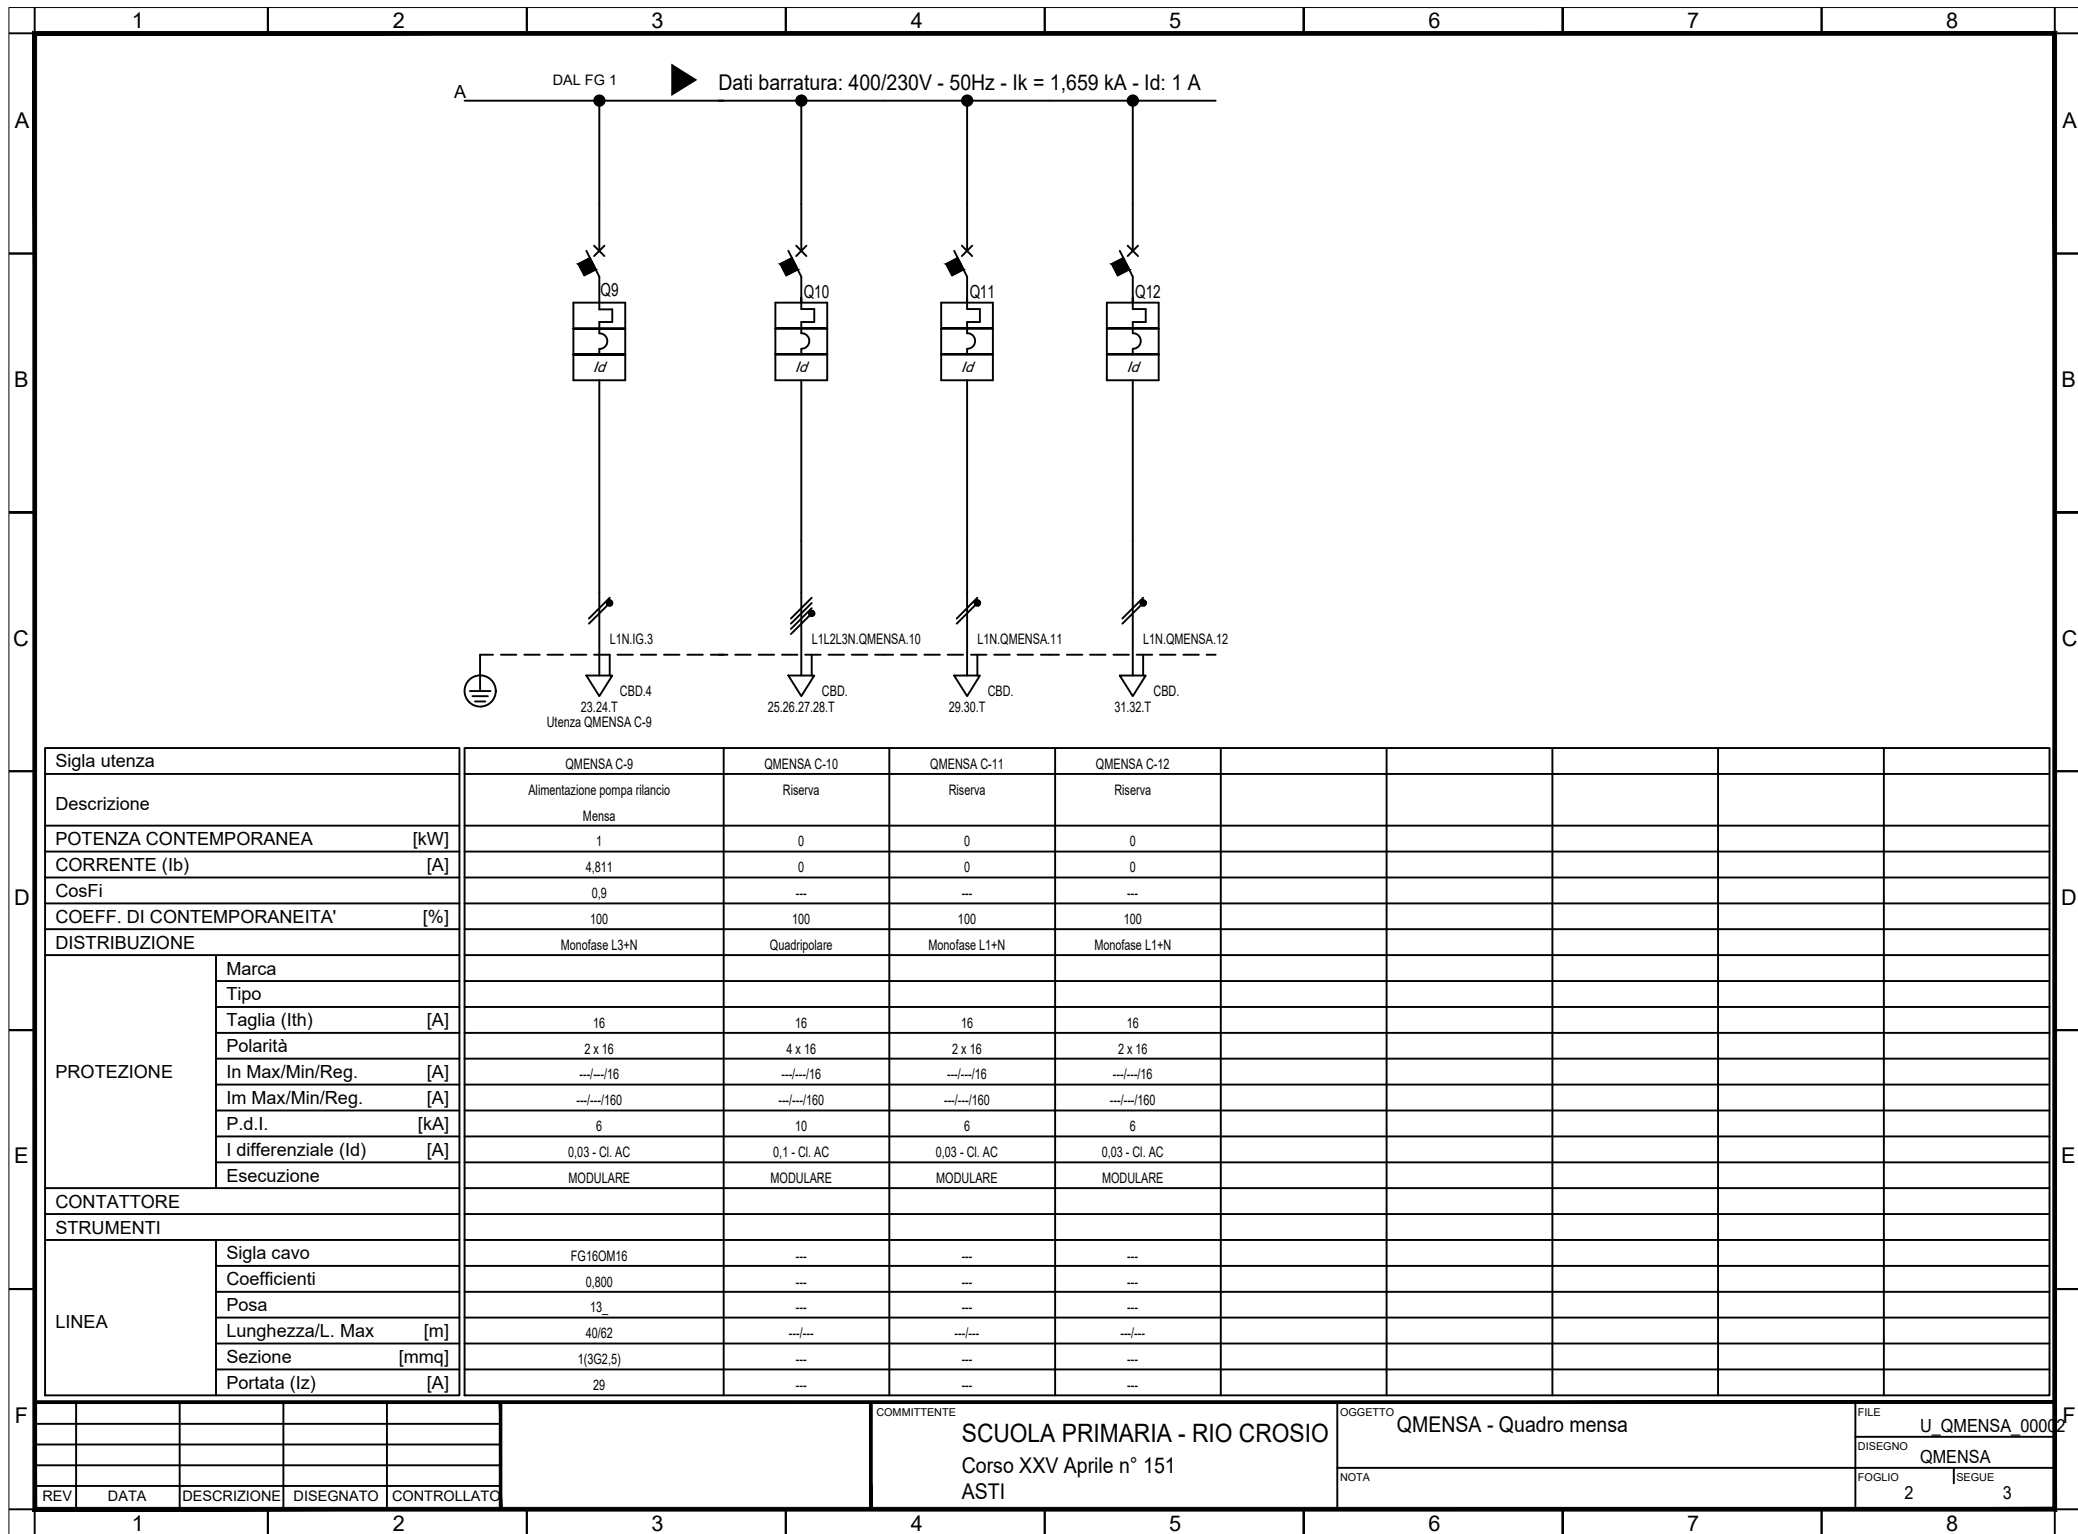 1 2 3 4 5 6 7 8
A A
B B
C C
D D
E E
F F
A
DAL FG 1
Dati barratura: 400/230V - 50Hz - Ik = 1,659 kA - Id: 1 A
Q9 Q10 Q11 Q12
Id Id Id Id
L1N.IG.3 L1L2L3N.QMENSA.10 L1N.QMENSA.11 L1N.QMENSA.12
CBD.4 CBD. CBD. CBD.
23.24.T 25.26.27.28.T 29.30.T 31.32.T
Utenza QMENSA C-9
Sigla utenza QMENSA C-9 QMENSA C-10 QMENSA C-11 QMENSA C-12
Descrizione Alimentazione pompa rilancio Riserva Riserva Riserva
Mensa
POTENZA CONTEMPORANEA [kW] 1 0 0 0
CORRENTE (Ib) [A] 4,811 0 0 0
CosFi 0,9 --- --- ---
COEFF. DI CONTEMPORANEITA' [%] 100 100 100 100
DISTRIBUZIONE Monofase L3+N Quadripolare Monofase L1+N Monofase L1+N
PROTEZIONE
Marca
Tipo
Taglia (Ith) [A] 16 16 16 16
Polarità 2 x 16 4 x 16 2 x 16 2 x 16
In Max/Min/Reg. [A] ---/---/16 ---/---/16 ---/---/16 ---/---/16
Im Max/Min/Reg. [A] ---/---/160 ---/---/160 ---/---/160 ---/---/160
P.d.I. [kA] 6 10 6 6
I differenziale (Id) [A] 0,03 - Cl. AC 0,1 - Cl. AC 0,03 - Cl. AC 0,03 - Cl. AC
Esecuzione MODULARE MODULARE MODULARE MODULARE
CONTATTORE
STRUMENTI
LINEA
Sigla cavo FG16OM16 --- --- ---
Coefficienti 0,800 --- --- ---
Posa 13_ --- --- ---
Lunghezza/L. Max [m] 40/62 ---/--- ---/--- ---/---
Sezione [mmq] 1(3G2,5) --- --- ---
Portata (Iz) [A] 29 --- --- ---
REV DATA DESCRIZIONE DISEGNATO CONTROLLATO
COMMITTENTE
SCUOLA PRIMARIA - RIO CROSIO
Corso XXV Aprile n° 151
ASTI
OGGETTO
QMENSA - Quadro mensa
NOTA
FILE
U_QMENSA_00002
DISEGNO
QMENSA
FOGLIO SEGUE
2 3
1 2 3 4 5 6 7 8